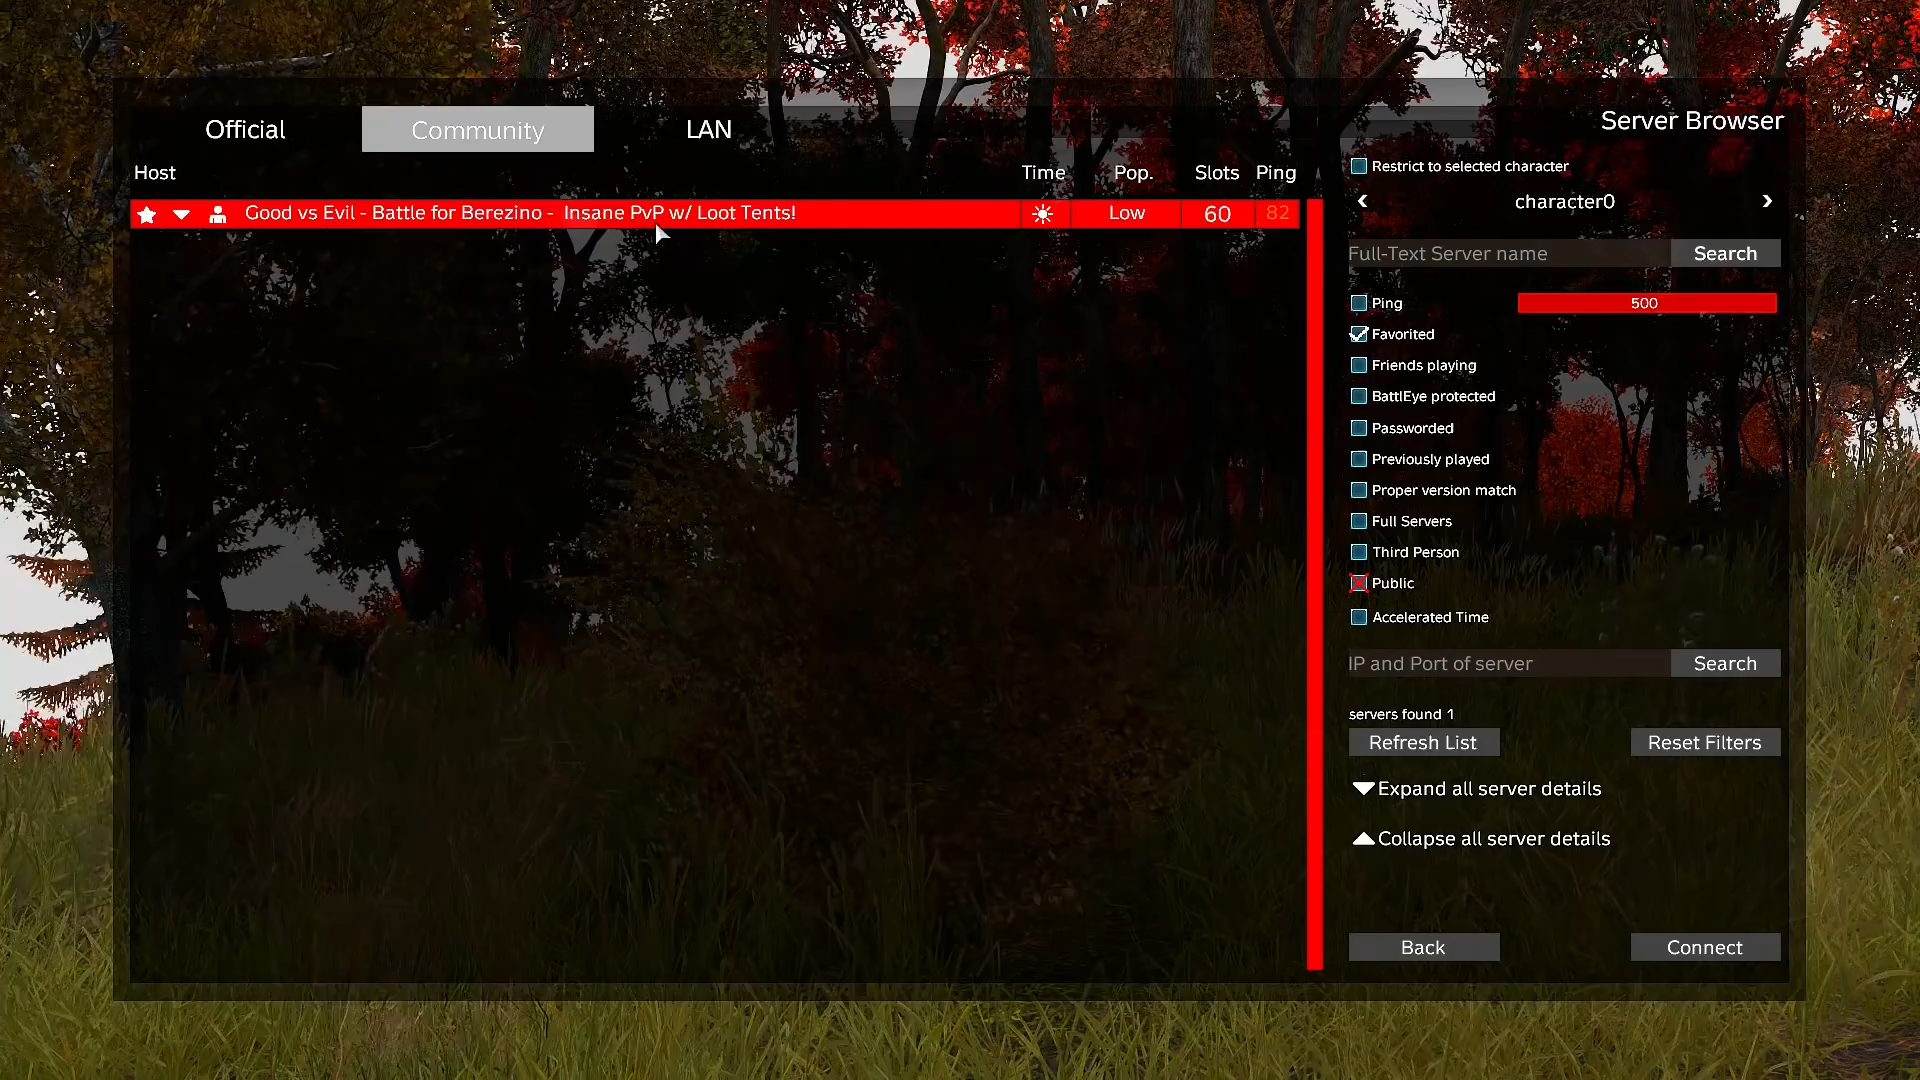 Official
Community
LAN
Server Browser
Host
Time
Pop.
Slots
Ping
Good vs Evil - Battle for Berezino - Insane PvP w/ Loot Tents!
Low
60
82
Restrict to selected character
character0
Full-Text Server name
Search
Ping
500
Favorited
Friends playing
BattlEye protected
Passworded
Previously played
Proper version match
Full Servers
Third Person
Public
Accelerated Time
IP and Port of server
Search
servers found 1
Refresh List
Reset Filters
Expand all server details
Collapse all server details
Back
Connect